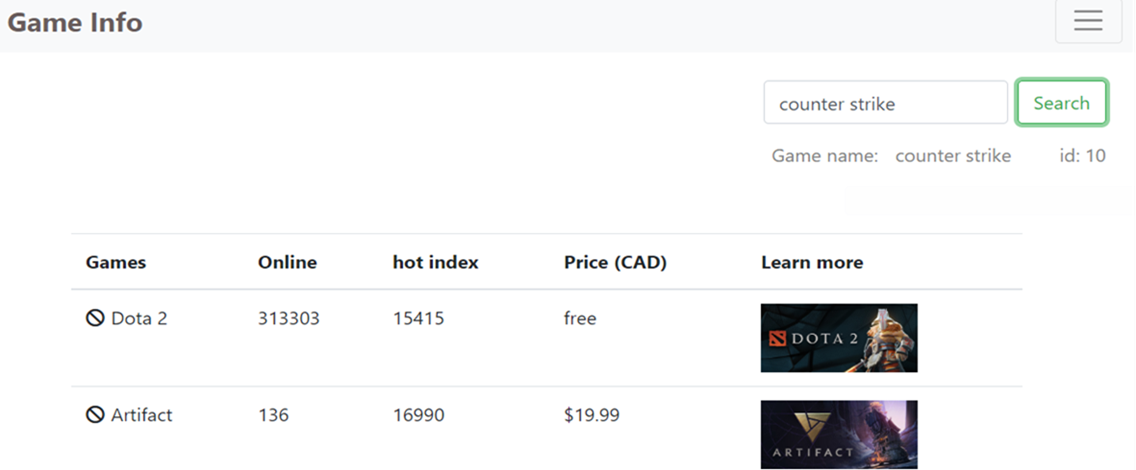 Game Info
counter strike Search
Game name: counter strike id: 10
Games Online hot index Price (CAD) Learn more
Dota 2 313303 15415 free
DOTA 2
Artifact 136 16990 $19.99
ARTIFACT